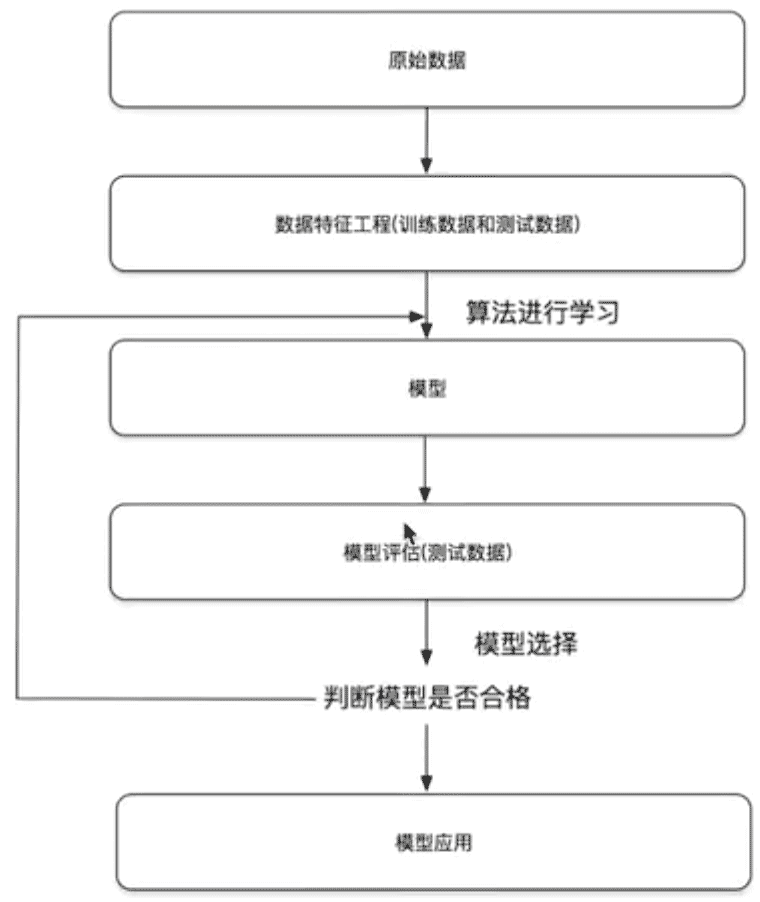 原始数据
数据特征工程(训练数据和测试数据)
算法进行学习
模型
模型评估(测试数据)
模型选择
判断模型是否合格
模型应用